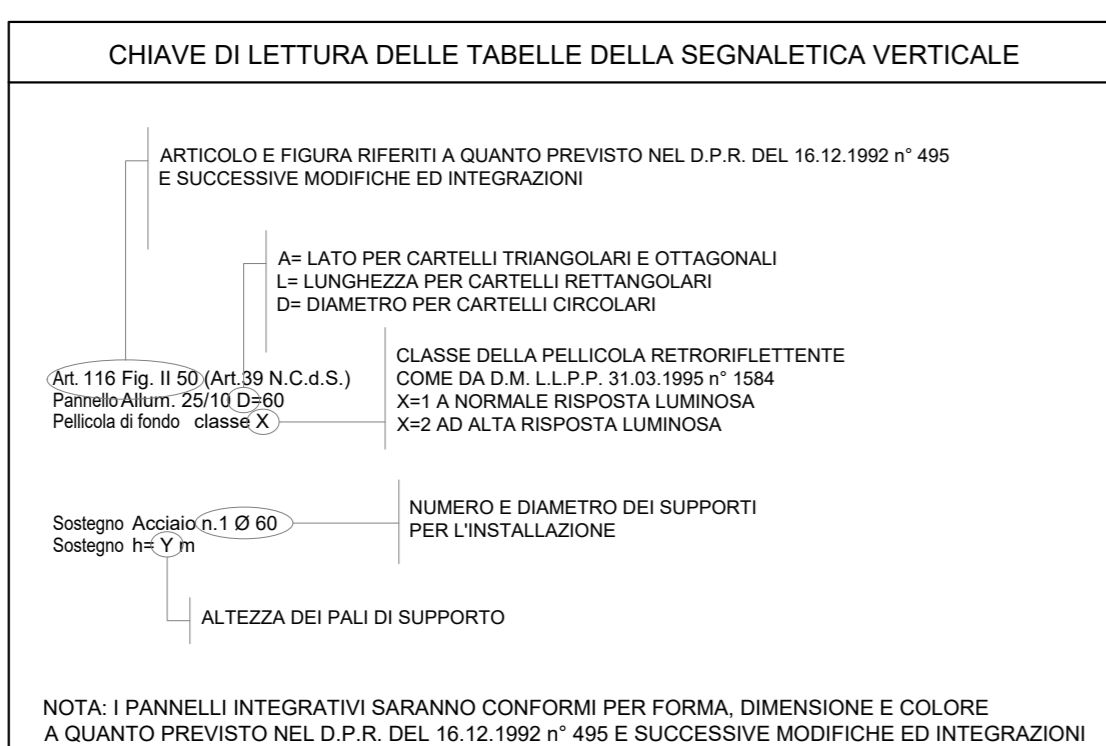 CHIAVE DI LETTURA DELLE TABELLE DELLA SEGNALETICA VERTICALE
ARTICOLO E FIGURA RIFERITI A QUANTO PREVISTO NEL D.P.R. DEL 16.12.1992 n° 495
E SUCCESSIVE MODIFICHE ED INTEGRAZIONI
A= LATO PER CARTELLI TRIANGOLARI E OTTAGONALI
L= LUNGHEZZA PER CARTELLI RETTANGOLARI
D= DIAMETRO PER CARTELLI CIRCOLARI
Art. 116 Fig. II 50 (Art.39 N.C.d.S.)
Pannello Allum. 25/10 D=60
Pellicola di fondo classe X
CLASSE DELLA PELLICOLA RETRORIFLETTENTE
COME DA D.M. L.L.P.P. 31.03.1995 n° 1584
X=1 A NORMALE RISPOSTA LUMINOSA
X=2 AD ALTA RISPOSTA LUMINOSA
Sostegno Acciaio n.1 Ø 60
Sostegno h= Y m
NUMERO E DIAMETRO DEI SUPPORTI
PER L'INSTALLAZIONE
ALTEZZA DEI PALI DI SUPPORTO
NOTA: I PANNELLI INTEGRATIVI SARANNO CONFORMI PER FORMA, DIMENSIONE E COLORE
A QUANTO PREVISTO NEL D.P.R. DEL 16.12.1992 n° 495 E SUCCESSIVE MODIFICHE ED INTEGRAZIONI